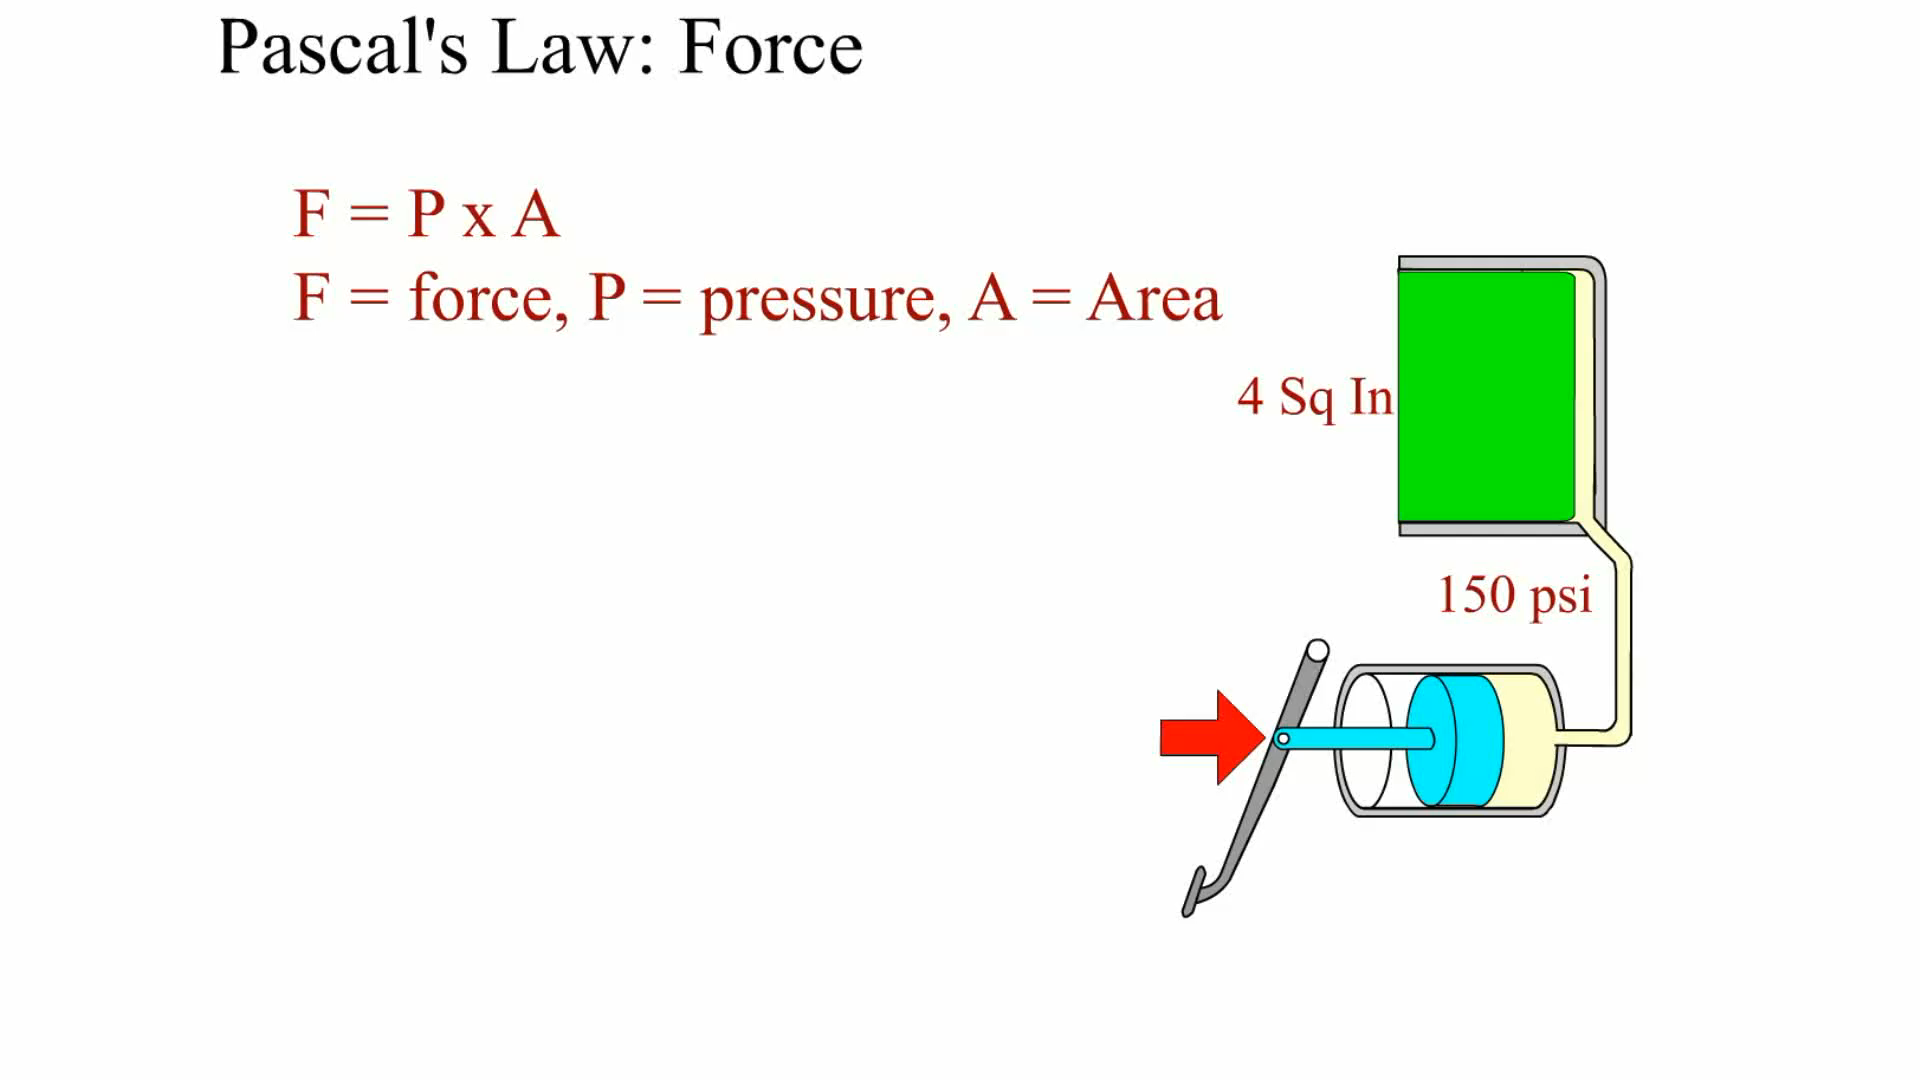 Pascal's Law: Force
F = P x A
F = force, P = pressure, A = Area
4 Sq In
150 psi